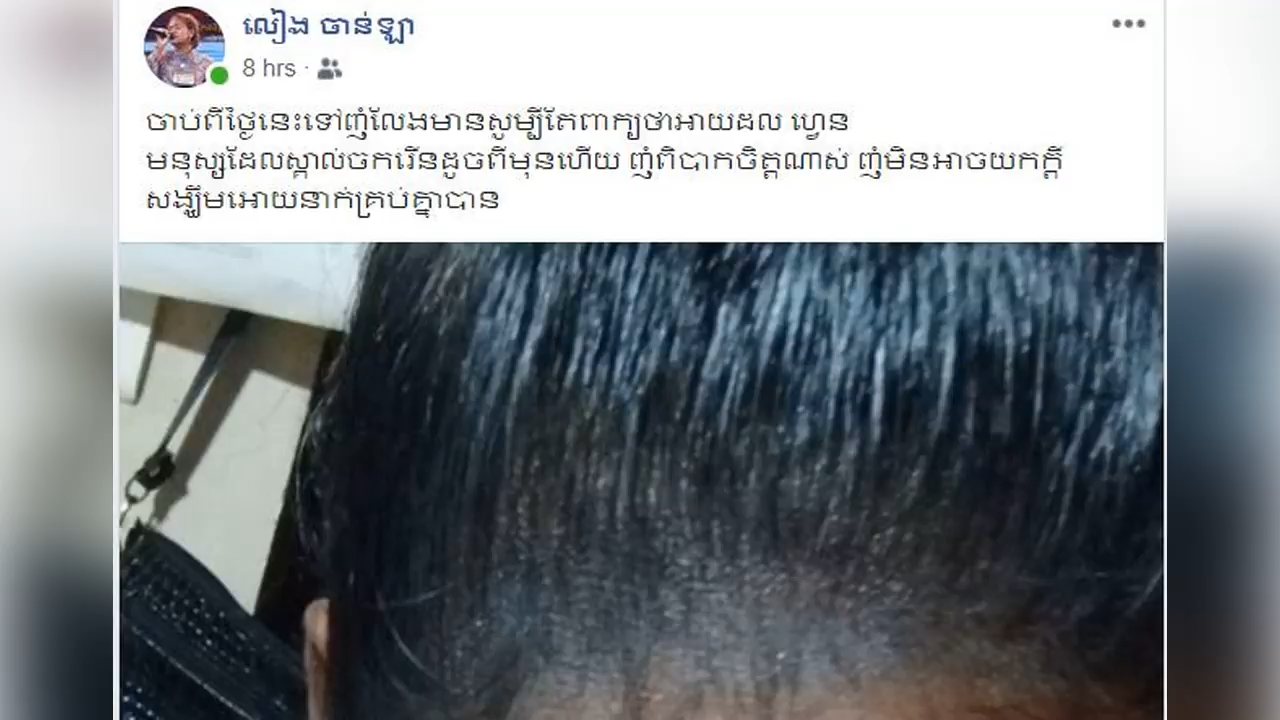 លៀង ចាន់ឡា
8 hrs ·
ចាប់ពីថ្ងៃនេះទៅញុំលែងមានសូម្បីតែពាក្យថាអាយដល ហ្វេន
មនុស្សដែលស្គាល់ចករើនដូចពីមុនហើយ ញុំពិបាកចិត្តណាស់ ញុំមិនអាចយកក្តី
សង្ឃឹមអោយនាក់គ្រប់គ្នាបាន